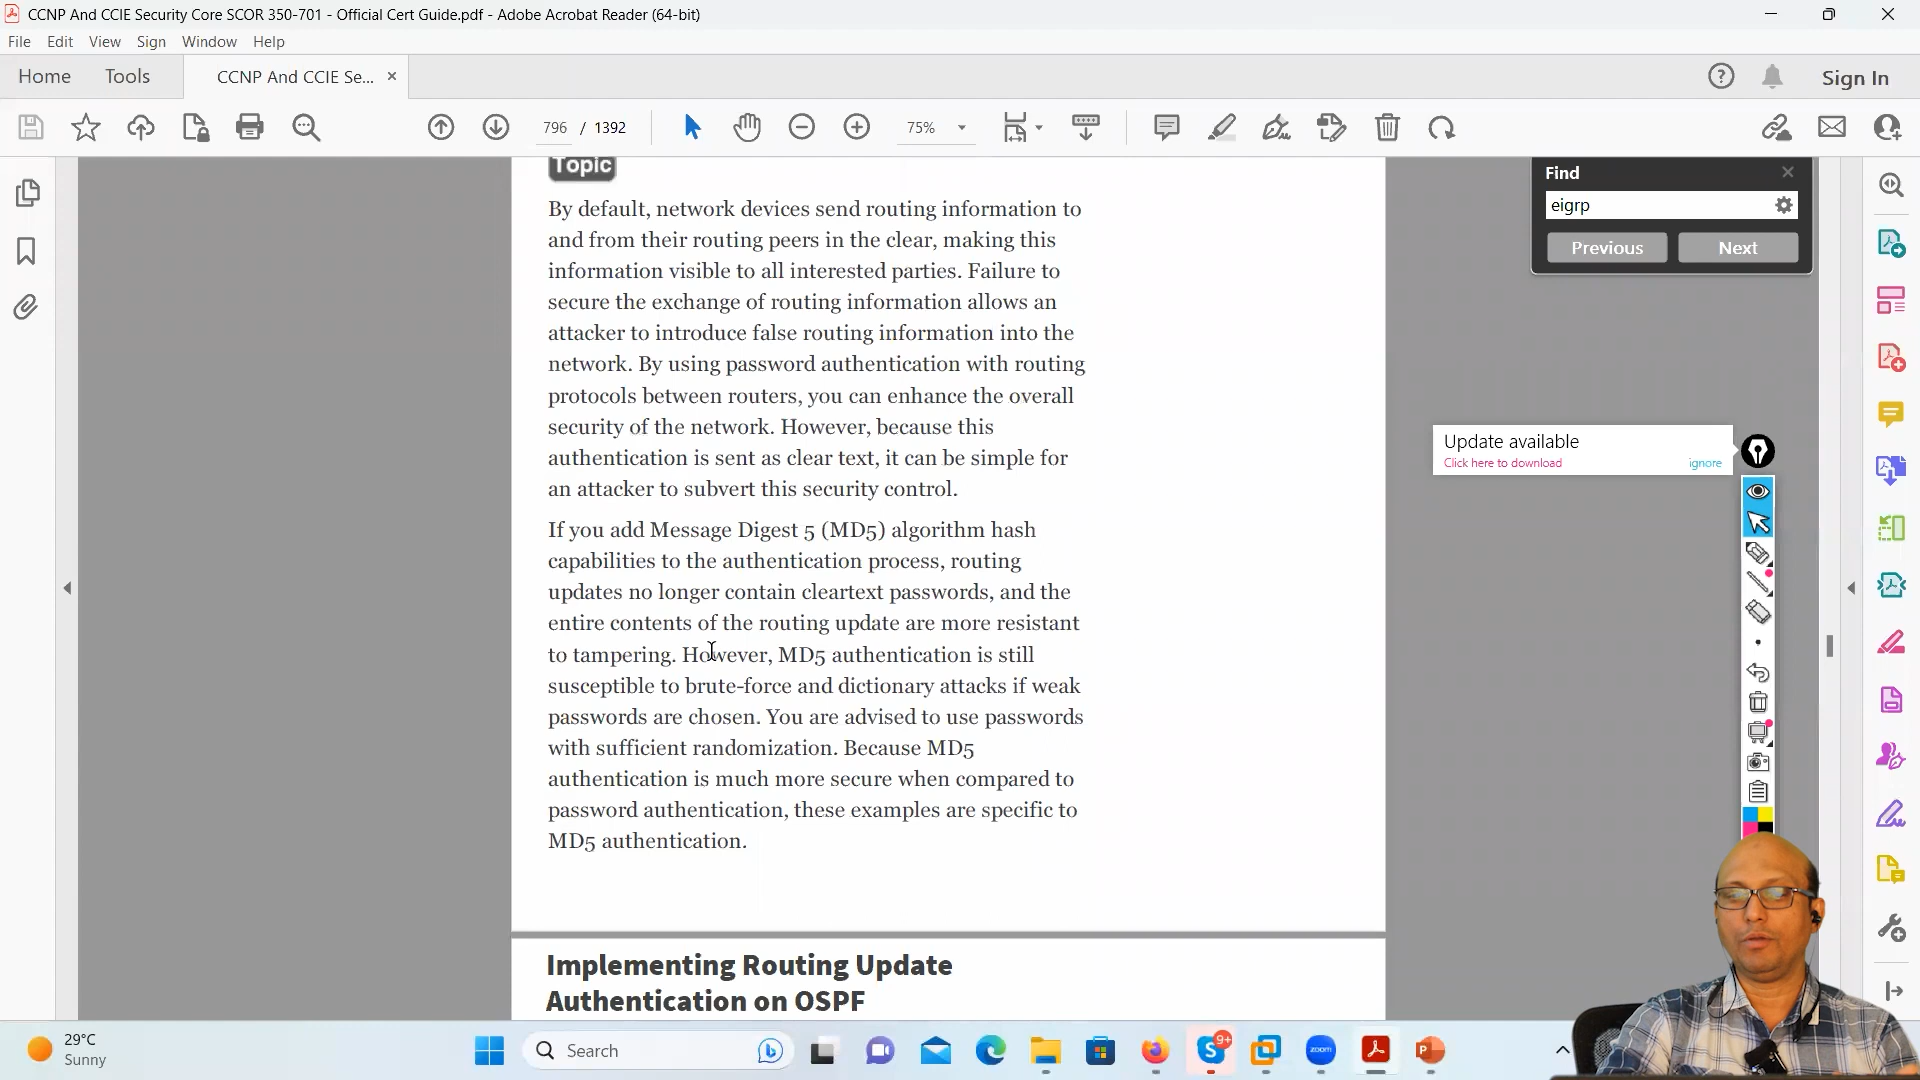 CCNP And CCIE Security Core SCOR 350-701 - Official Cert Guide.pdf - Adobe Acrobat Reader (64-bit)
File Edit View Sign Window Help
Home Tools CCNP And CCIE Se... Sign In
796 / 1392 75%
Topic
By default, network devices send routing information to
and from their routing peers in the clear, making this
information visible to all interested parties. Failure to
secure the exchange of routing information allows an
attacker to introduce false routing information into the
network. By using password authentication with routing
protocols between routers, you can enhance the overall
security of the network. However, because this
authentication is sent as clear text, it can be simple for
an attacker to subvert this security control.
If you add Message Digest 5 (MD5) algorithm hash
capabilities to the authentication process, routing
updates no longer contain cleartext passwords, and the
entire contents of the routing update are more resistant
to tampering. However, MD5 authentication is still
susceptible to brute-force and dictionary attacks if weak
passwords are chosen. You are advised to use passwords
with sufficient randomization. Because MD5
authentication is much more secure when compared to
password authentication, these examples are specific to
MD5 authentication.
Implementing Routing Update
Authentication on OSPF
Find
eigrp
Previous Next
Update available
Click here to download ignore
29°C
Sunny
Search
9+
zoom